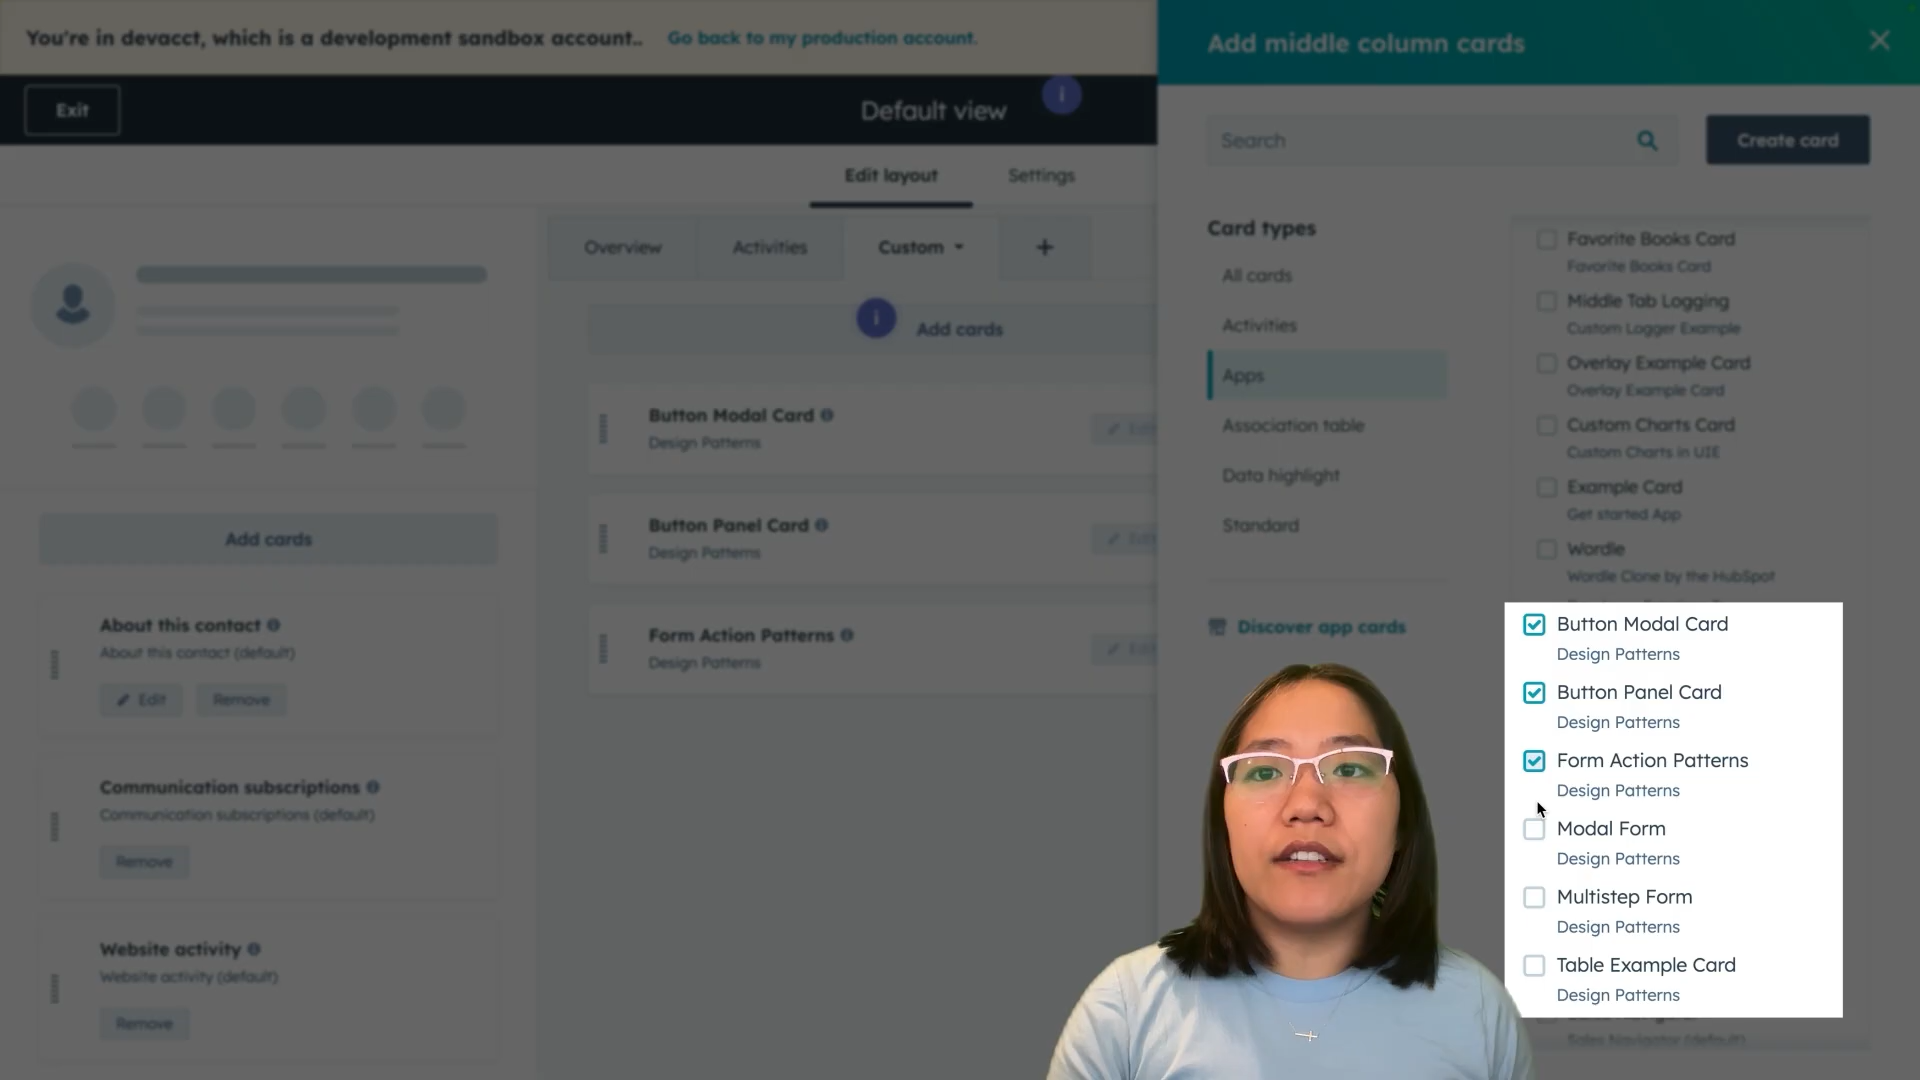 You're in devacct, which is a development sandbox account.. Go back to my production account.
Exit
Default view
i
Edit layout
Settings
Overview
Activities
Custom
+
i
Add cards
Button Modal Card
Design Patterns
Edit
Button Panel Card
Design Patterns
Edit
Form Action Patterns
Design Patterns
Edit
Add cards
About this contact
About this contact (default)
Edit
Remove
Communication subscriptions
Communication subscriptions (default)
Remove
Website activity
Website activity (default)
Remove
Add middle column cards
Search
Create card
Card types
All cards
Activities
Apps
Association table
Data highlight
Standard
Discover app cards
Favorite Books Card
Favorite Books Card
Middle Tab Logging
Custom Logger Example
Overlay Example Card
Overlay Example Card
Custom Charts Card
Custom Charts in UIE
Example Card
Get started App
Wordle
Wordle Clone by the HubSpot
Button Modal Card
Design Patterns
Button Panel Card
Design Patterns
Form Action Patterns
Design Patterns
Modal Form
Design Patterns
Multistep Form
Design Patterns
Table Example Card
Design Patterns
Sales Navigator (default)